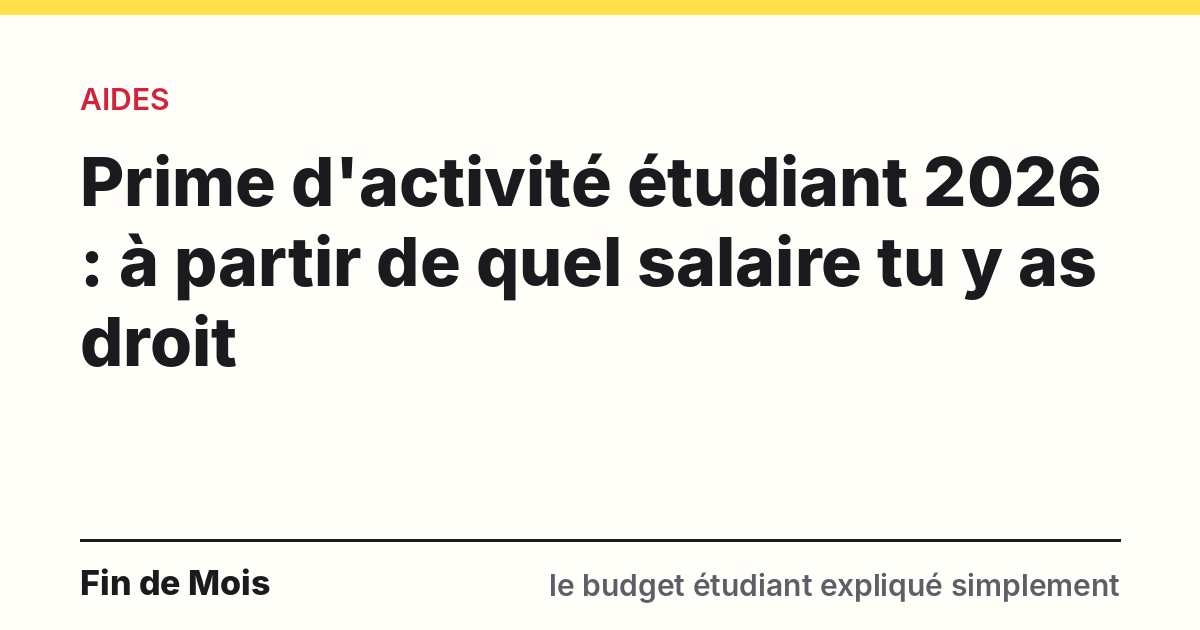 AIDES
Prime d'activité étudiant 2026
: à partir de quel salaire tu y as
droit
Fin de Mois
le budget étudiant expliqué simplement